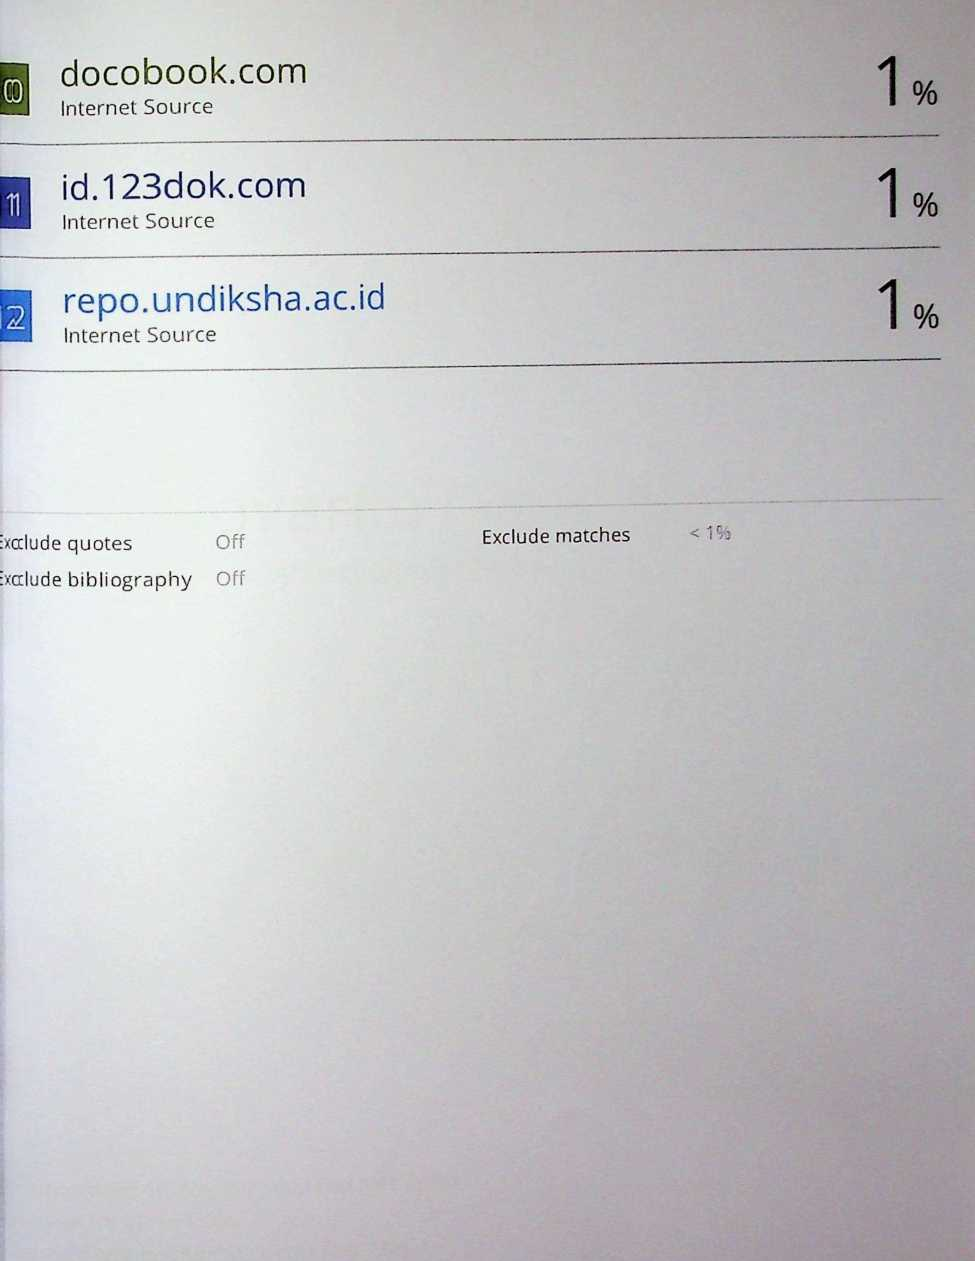 docobook.com
Internet Source
1%
11
id.123dok.com
Internet Source
1%
12
repo.undiksha.ac.id
Internet Source
1%
Exclude quotes Off
Exclude matches < 1%
Exclude bibliography Off